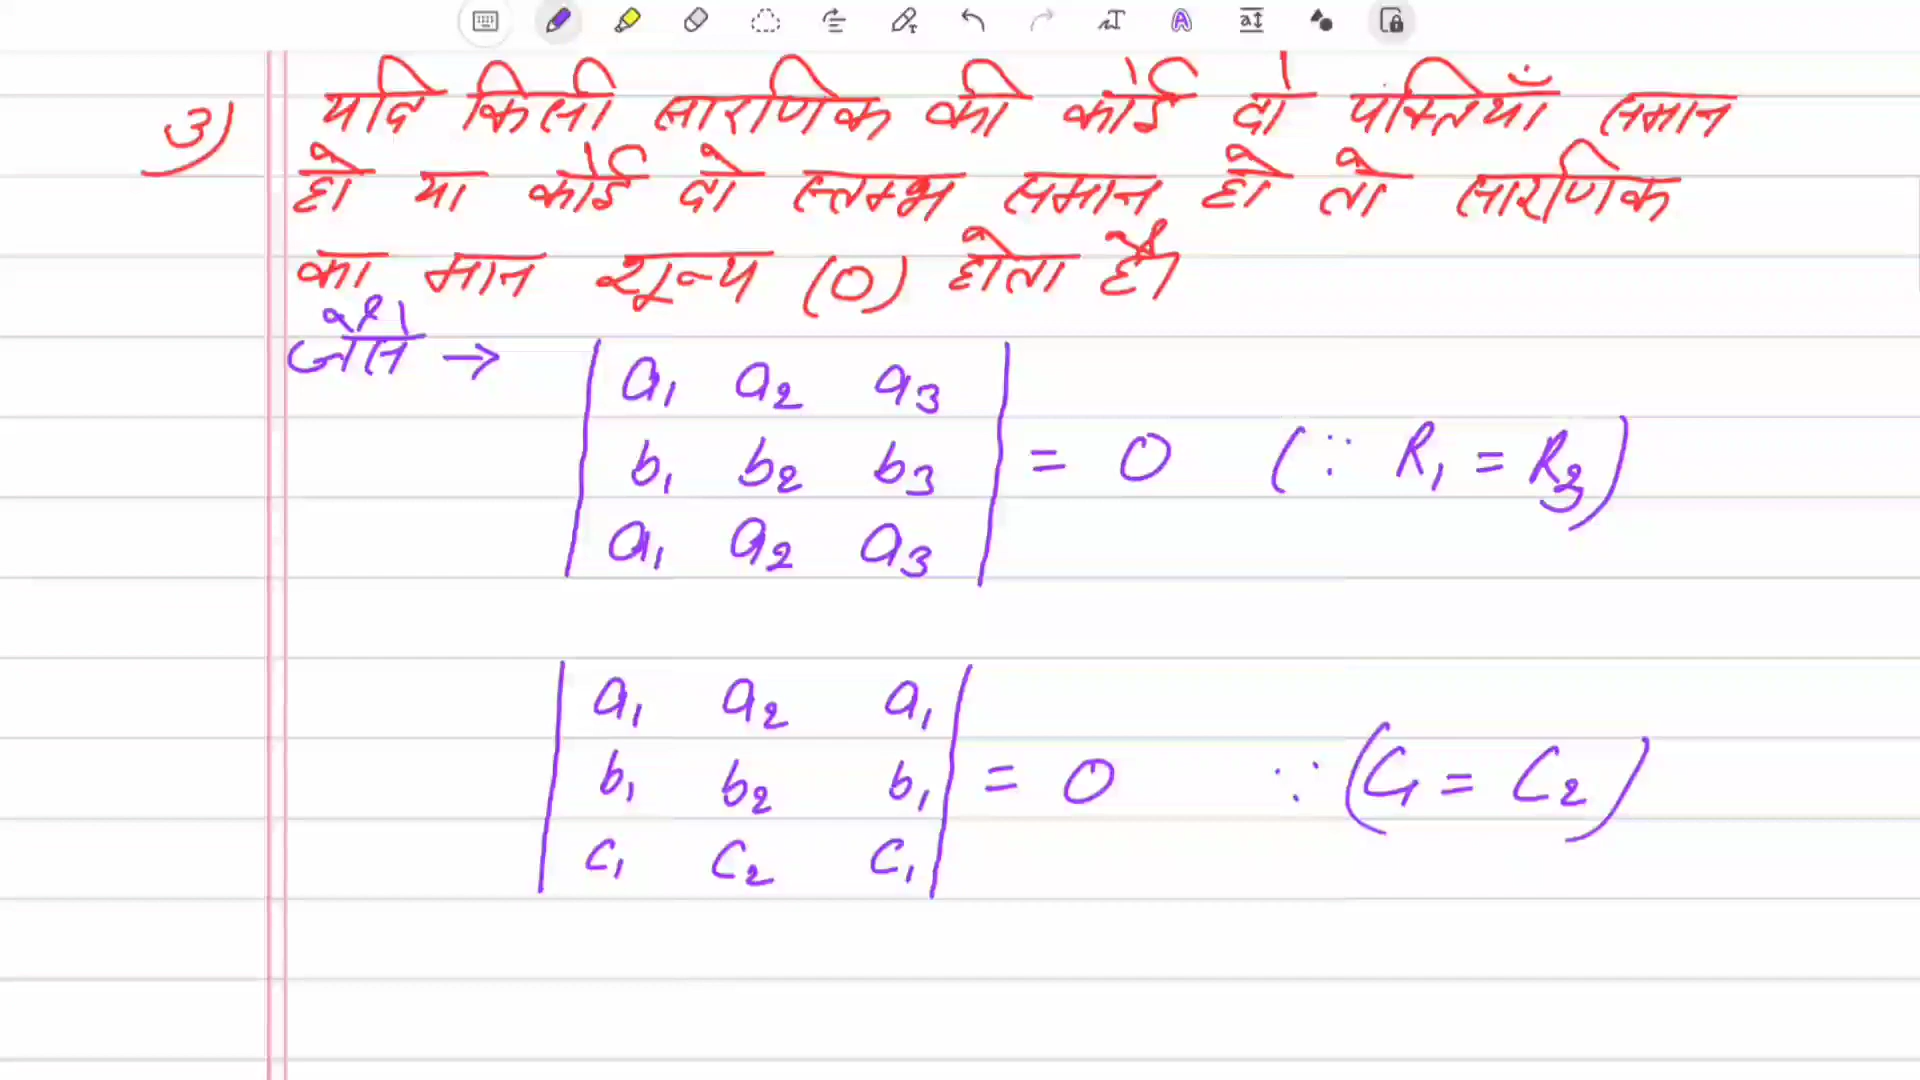 3) यदि किसी सारणिक की कोई दो पंक्तियाँ समान
हो या कोई दो स्तम्भ समान हो तो सारणिक
का मान शून्य (0) होता है।
जैसे →
| a₁ a₂ a₃ |
| b₁ b₂ b₃ | = 0 (∵ R₁ = R₃)
| a₁ a₂ a₃ |
| a₁ a₂ a₁ |
| b₁ b₂ b₁ | = 0 ∵ (C₁ = C₂)
| c₁ c₂ c₁ |